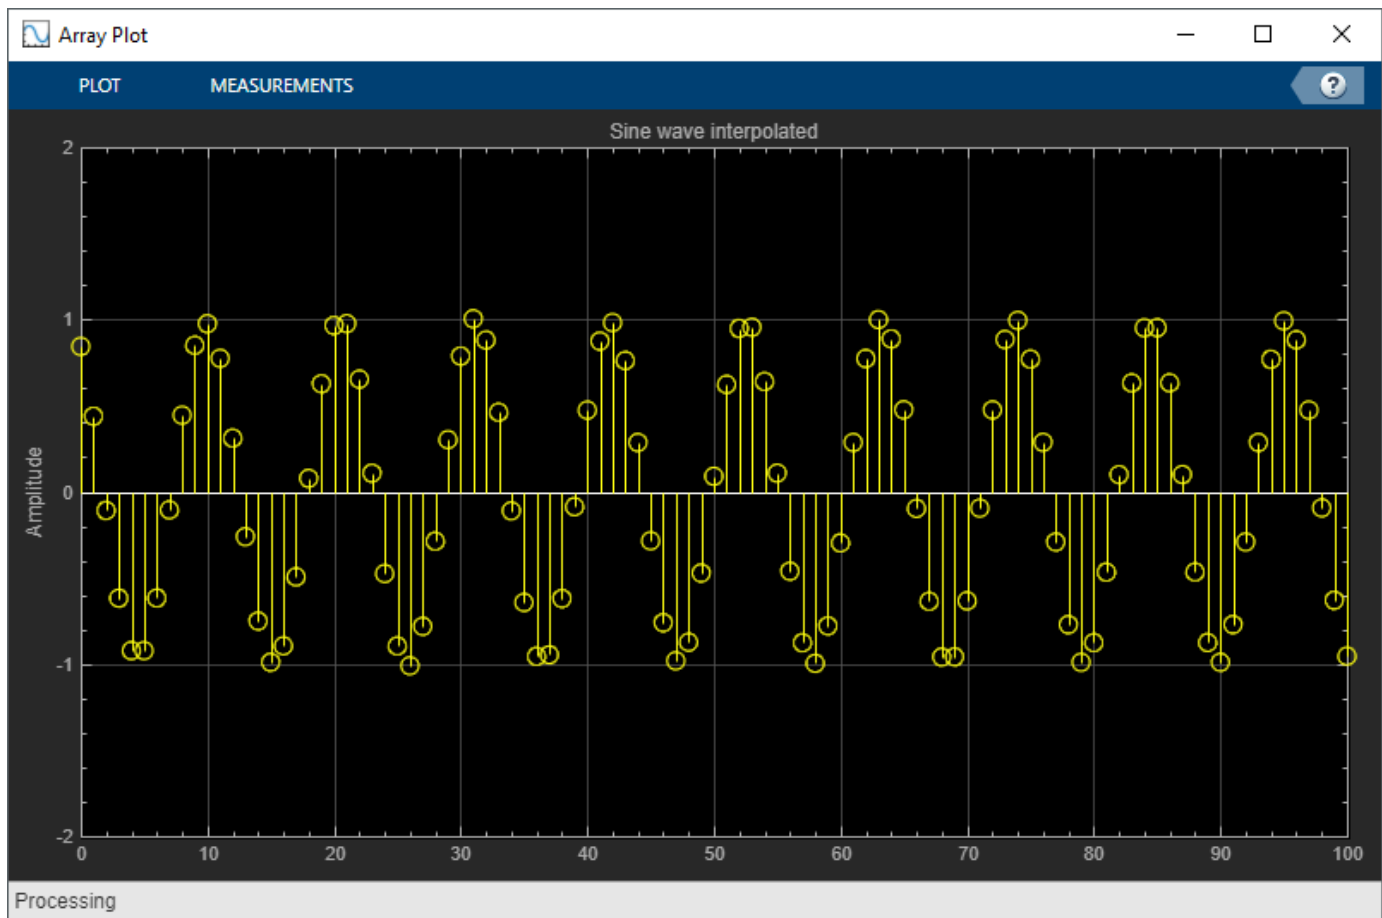 Array Plot
PLOT MEASUREMENTS ?
Sine wave interpolated
2
1
0
-1
-2
Amplitude
0 10 20 30 40 50 60 70 80 90 100
Processing